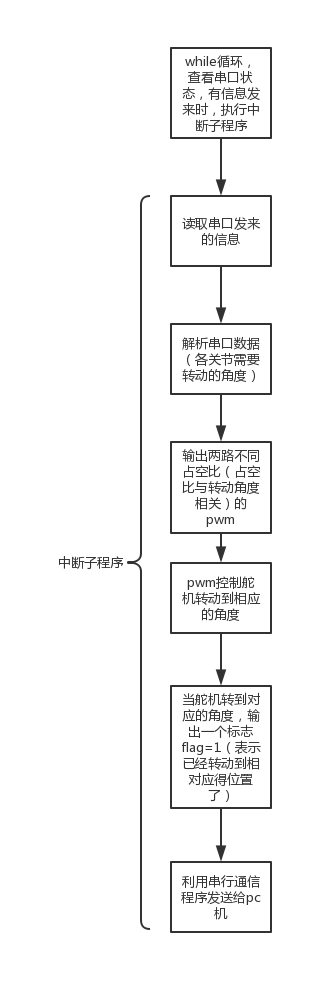 while循环，
查看串口状
态，有信息发
来时，执行中
断子程序
读取串口发来
的信息
解析串口数据
（各关节需要
转动的角度）
输出两路不同
占空比（占空
比与转动角度
相关）的
pwm
中断子程序
pwm控制舵
机转动到相应
的角度
当舵机转到对
应的角度，输
出一个标志
flag=1（表示
已经转动到相
对应得位置
了）
利用串行通信
程序发送给pc
机